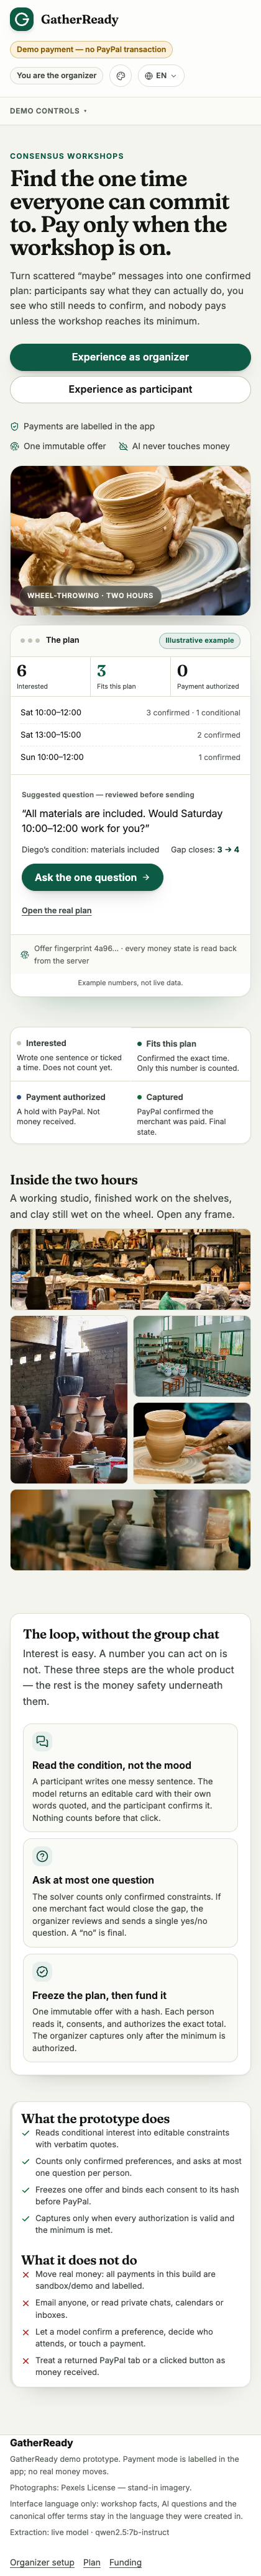 GatherReady
Demo payment — no PayPal transaction
You are the organizer
EN
DEMO CONTROLS
CONSENSUS WORKSHOPS
Find the one time
everyone can commit
to. Pay only when the
workshop is on.
Turn scattered “maybe” messages into one confirmed
plan: participants say what they can actually do, you
see who still needs to confirm, and nobody pays
unless the workshop reaches its minimum.
Experience as organizer
Experience as participant
Payments are labelled in the app
One immutable offer
AI never touches money
WHEEL-THROWING · TWO HOURS
The plan
Illustrative example
6
Interested
3
Fits this plan
0
Payment authorized
Sat 10:00–12:00
3 confirmed · 1 conditional
Sat 13:00–15:00
2 confirmed
Sun 10:00–12:00
1 confirmed
Suggested question — reviewed before sending
“All materials are included. Would Saturday
10:00–12:00 work for you?”
Diego’s condition: materials included
Gap closes: 3 → 4
Ask the one question →
Open the real plan
Offer fingerprint 4a96… · every money state is read back
from the server
Example numbers, not live data.
Interested
Wrote one sentence or ticked
a time. Does not count yet.
Fits this plan
Confirmed the exact time.
Only this number is counted.
Payment authorized
A hold with PayPal. Not
money received.
Captured
PayPal confirmed the
merchant was paid. Final
state.
Inside the two hours
A working studio, finished work on the shelves,
and clay still wet on the wheel. Open any frame.
The loop, without the group chat
Interest is easy. A number you can act on is
not. These three steps are the whole product
— the rest is the money safety underneath
them.
Read the condition, not the mood
A participant writes one messy sentence. The
model returns an editable card with their own
words quoted, and the participant confirms it.
Nothing counts before that click.
Ask at most one question
The solver counts only confirmed constraints. If
one merchant fact would close the gap, the
organizer reviews and sends a single yes/no
question. A “no” is final.
Freeze the plan, then fund it
One immutable offer with a hash. Each person
reads it, consents, and authorizes the exact total.
The organizer captures only after the minimum is
authorized.
What the prototype does
Reads conditional interest into editable constraints
with verbatim quotes.
Counts only confirmed preferences, and asks at most
one question per person.
Freezes one offer and binds each consent to its hash
before PayPal.
Captures only when every authorization is valid and
the minimum is met.
What it does not do
Move real money: all payments in this build are
sandbox/demo and labelled.
Email anyone, or read private chats, calendars or
inboxes.
Let a model confirm a preference, decide who
attends, or touch a payment.
Treat a returned PayPal tab or a clicked button as
money received.
GatherReady
GatherReady demo prototype. Payment mode is labelled in the
app; no real money moves.
Photographs: Pexels License — stand-in imagery.
Interface language only: workshop facts, AI questions and the
canonical offer terms stay in the language they were created in.
Extraction: live model · qwen2.5:7b-instruct
Organizer setup
Plan
Funding